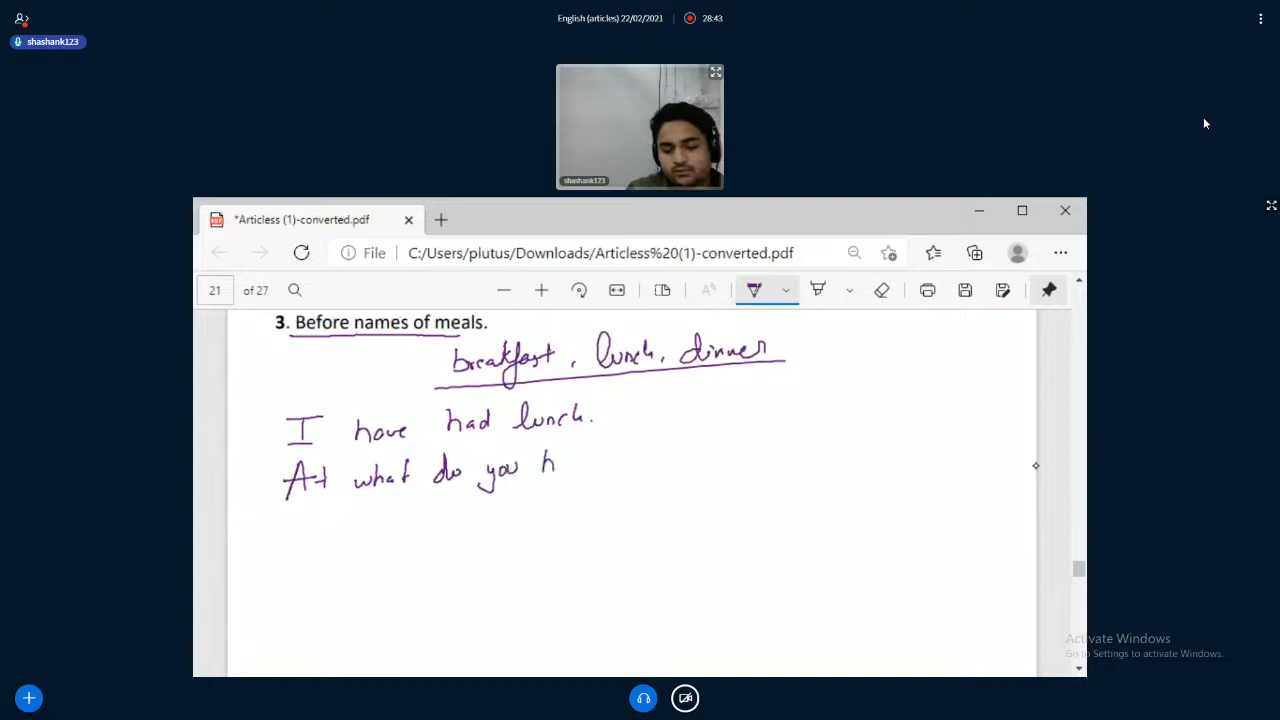 English (articles) 22/02/2021 28:43
shashank123
shashank123
*Articless (1)-converted.pdf
File C:/Users/plutus/Downloads/Articless%20(1)-converted.pdf
21 of 27
3. Before names of meals.
breakfast, lunch, dinner
I have had lunch.
At what do you h
Activate Windows
Go to Settings to activate Windows.